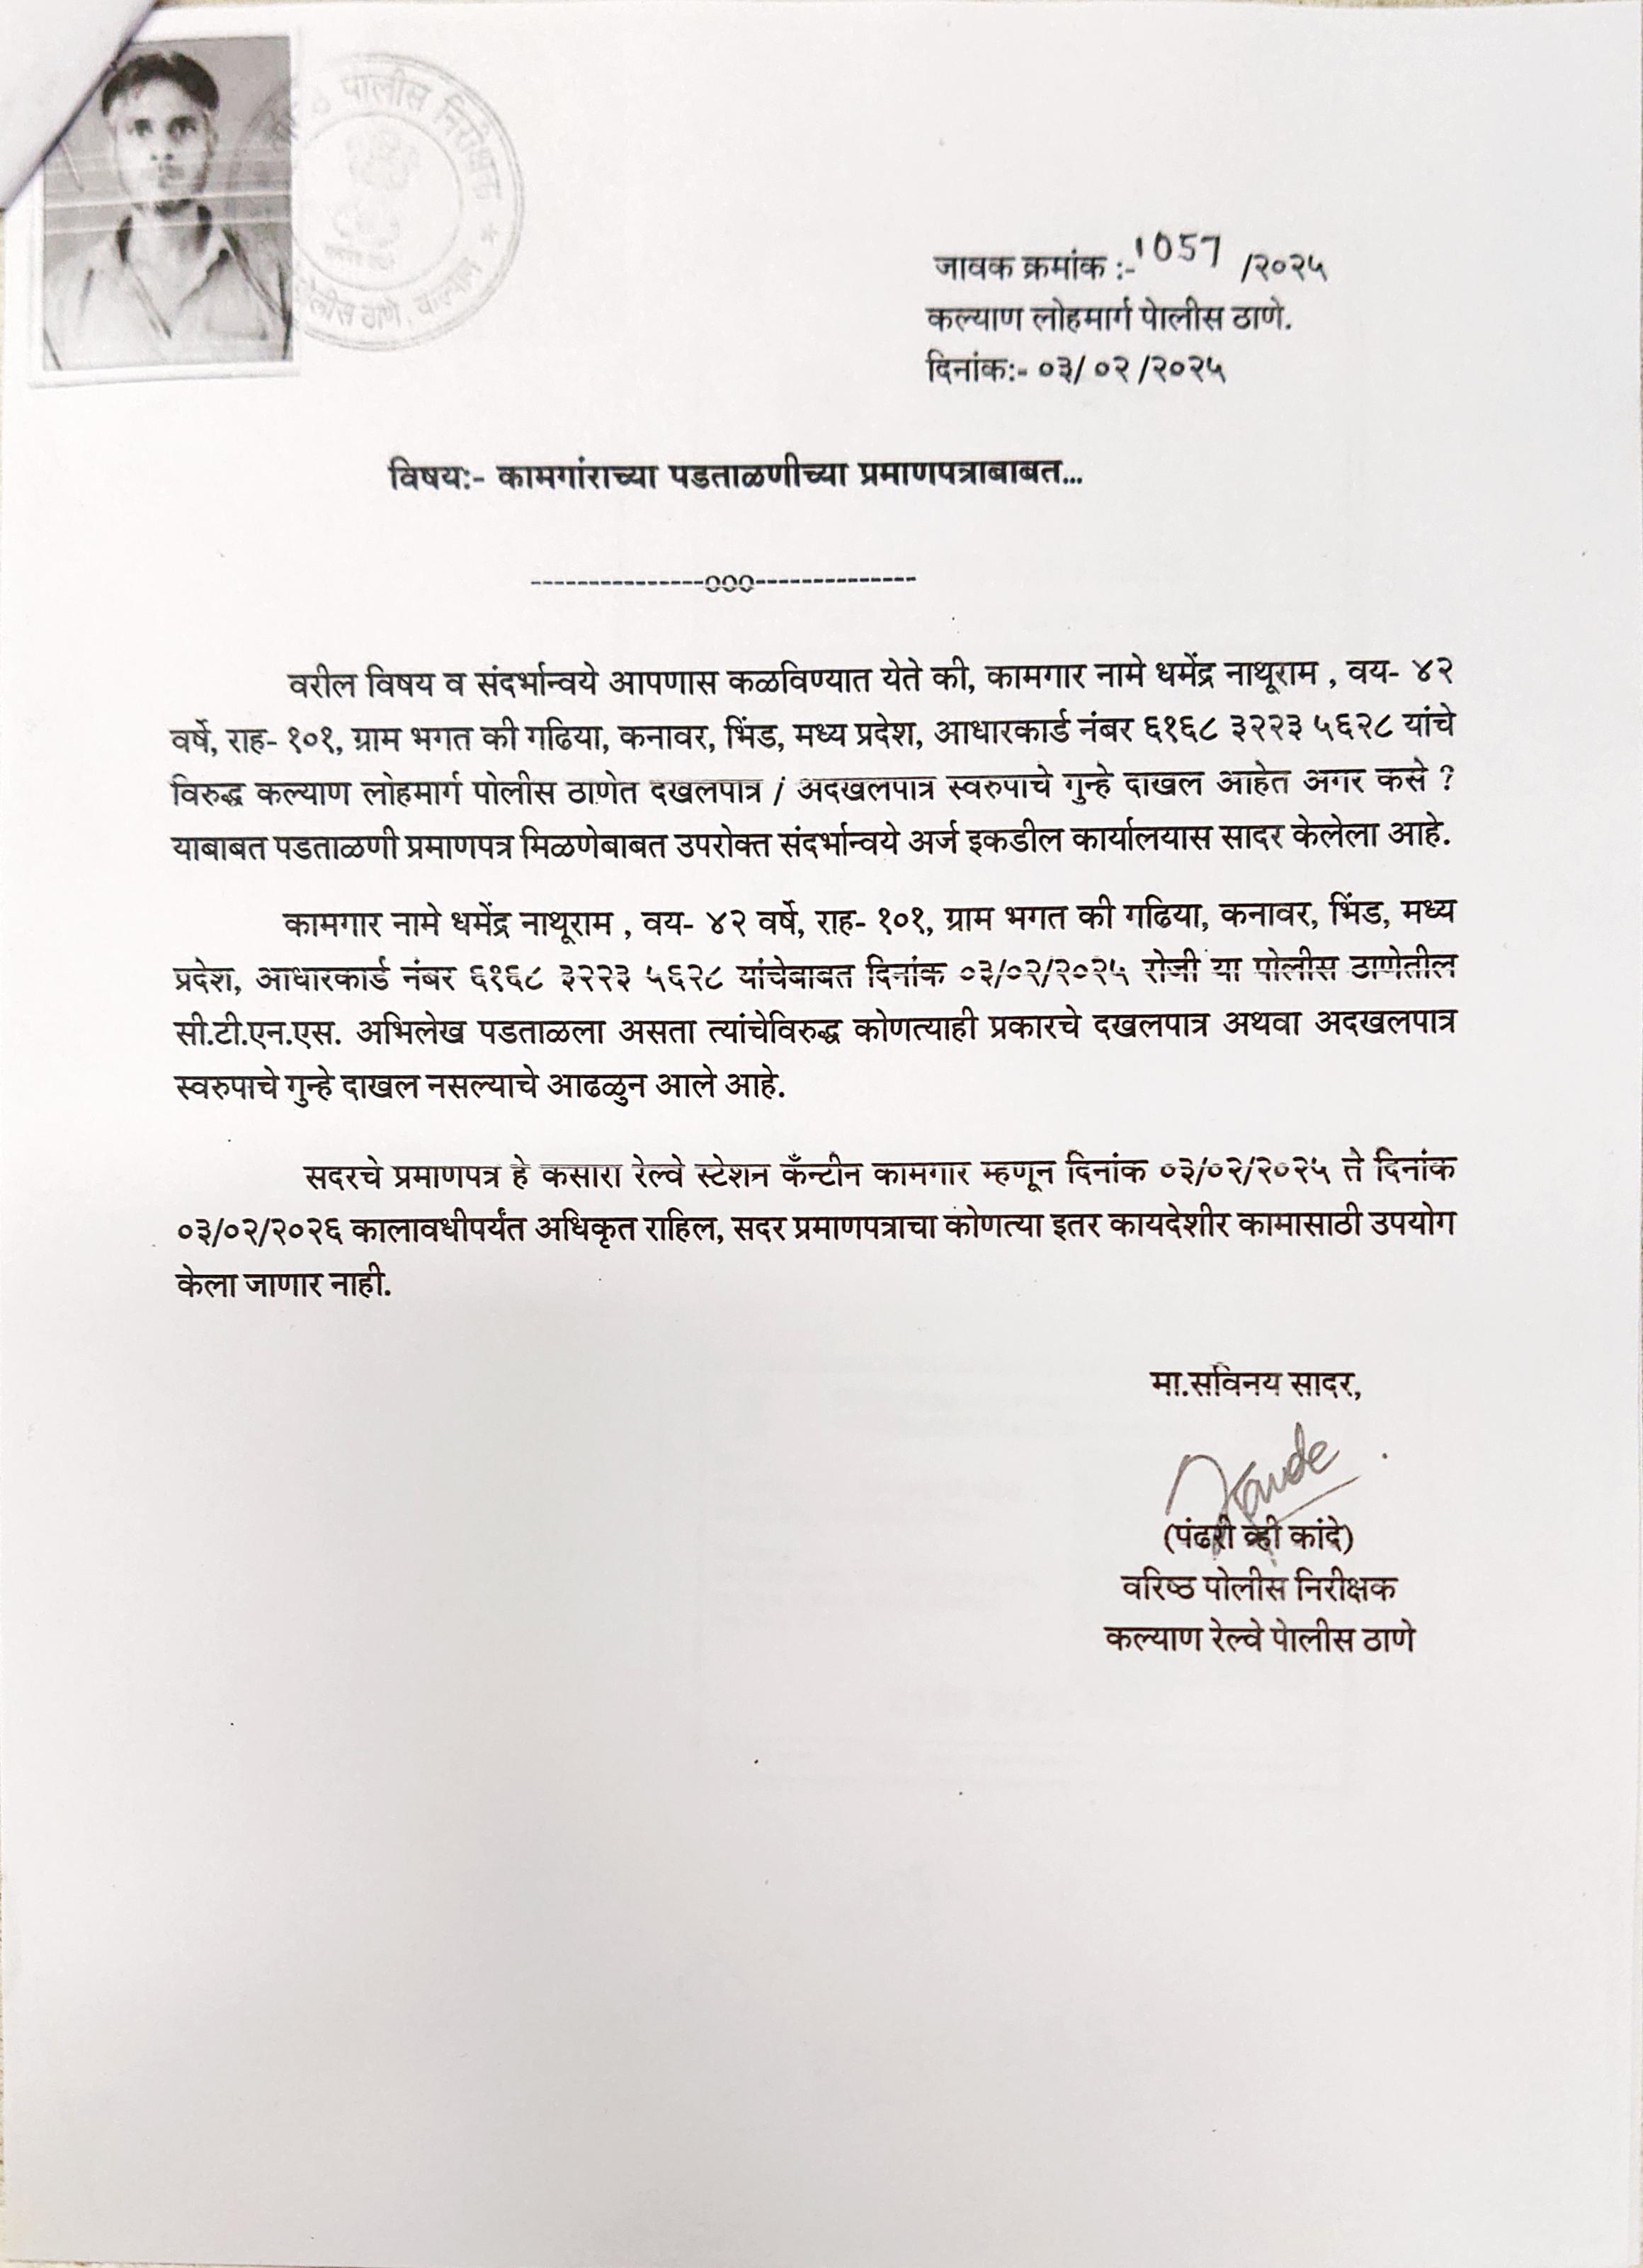 पोलीस निरीक्षक
पोलीस ठाणे, कल्याण
जावक क्रमांक :- 1057 /२०२५
कल्याण लोहमार्ग पोलीस ठाणे.
दिनांक:- ०३/ ०२ /२०२५
विषय:- कामगांराच्या पडताळणीच्या प्रमाणपत्राबाबत...
---------------०००--------------
वरील विषय व संदर्भान्वये आपणास कळविण्यात येते की, कामगार नामे धमेंद्र नाथूराम , वय- ४२
वर्षे, राह- १०१, ग्राम भगत की गढिया, कनावर, भिंड, मध्य प्रदेश, आधारकार्ड नंबर ६१६८ ३२२३ ५६२८ यांचे
विरुद्ध कल्याण लोहमार्ग पोलीस ठाणेत दखलपात्र / अदखलपात्र स्वरुपाचे गुन्हे दाखल आहेत अगर कसे ?
याबाबत पडताळणी प्रमाणपत्र मिळणेबाबत उपरोक्त संदर्भान्वये अर्ज इकडील कार्यालयास सादर केलेला आहे.
कामगार नामे धमेंद्र नाथूराम , वय- ४२ वर्षे, राह- १०१, ग्राम भगत की गढिया, कनावर, भिंड, मध्य
प्रदेश, आधारकार्ड नंबर ६१६८ ३२२३ ५६२८ यांचेबाबत दिनांक ०३/०२/२०२५ रोजी या पोलीस ठाणेतील
सी.टी.एन.एस. अभिलेख पडताळला असता त्यांचेविरुद्ध कोणत्याही प्रकारचे दखलपात्र अथवा अदखलपात्र
स्वरुपाचे गुन्हे दाखल नसल्याचे आढळुन आले आहे.
सदरचे प्रमाणपत्र हे कसारा रेल्वे स्टेशन कँन्टीन कामगार म्हणून दिनांक ०३/०२/२०२५ ते दिनांक
०३/०२/२०२६ कालावधीपर्यंत अधिकृत राहिल, सदर प्रमाणपत्राचा कोणत्या इतर कायदेशीर कामासाठी उपयोग
केला जाणार नाही.
मा.सविनय सादर,
(पंढरी व्ही कांदे)
वरिष्ठ पोलीस निरीक्षक
कल्याण रेल्वे पोलीस ठाणे